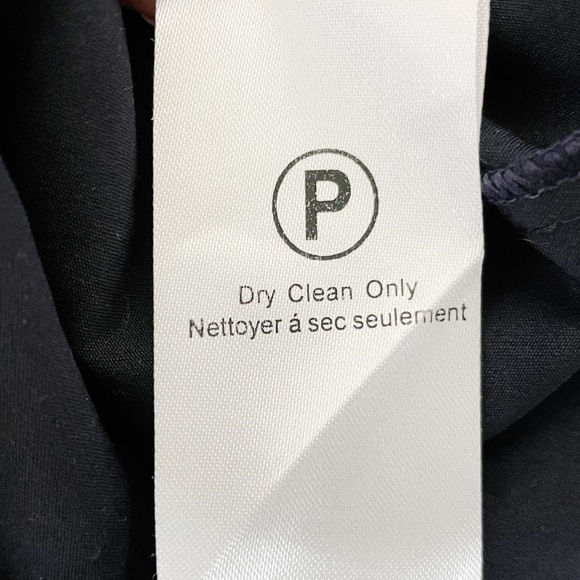 P
Dry Clean Only
Nettoyer á sec seulement